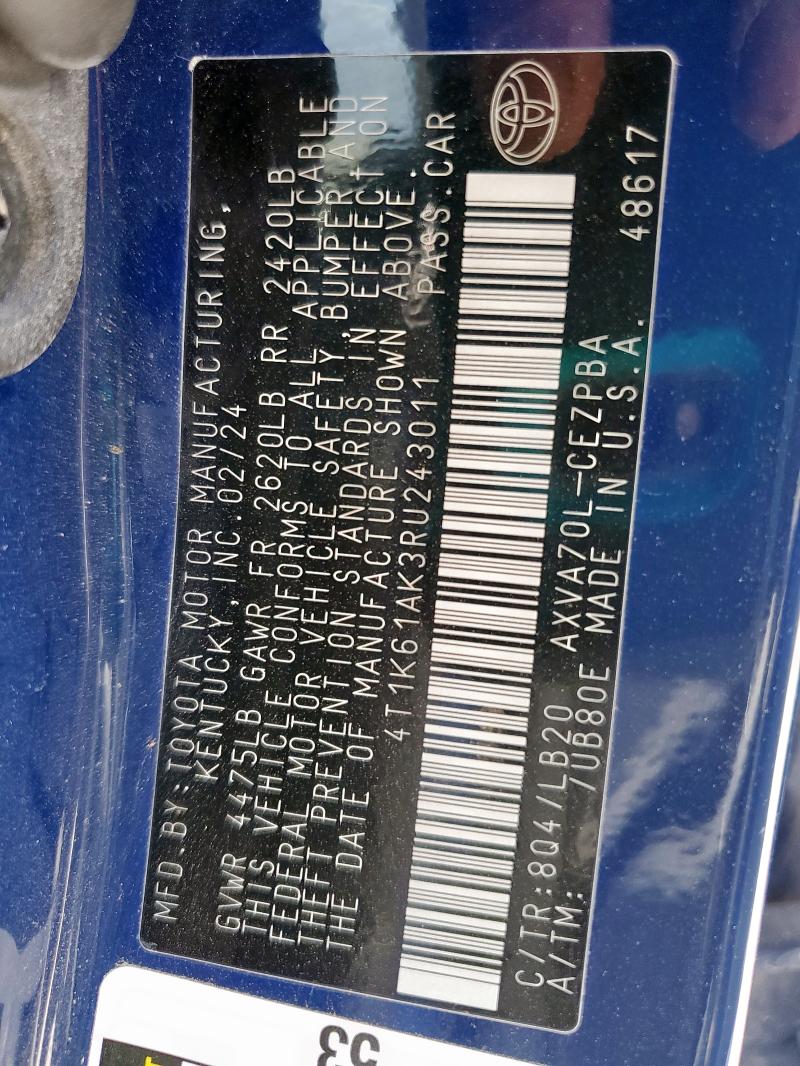 MFD.BY:TOYOTA MOTOR MANUFACTURING,
KENTUCKY,INC.02/24
GVWR 4475LB GAWR FR 2620LB RR 2420LB
THIS VEHICLE CONFORMS TO ALL APPLICABLE
FEDERAL MOTOR VEHICLE SAFETY, BUMPER AND
THEFT PREVENTION STANDARDS IN EFFECT ON
THE DATE OF MANUFACTURE SHOWN ABOVE.
4T1K61AK3RU243011 PASS.CAR
C/TR:8Q4/LB20 AXVA70L-CEZPBA 48617
A/TM: /UB80E MADE IN U.S.A.
53